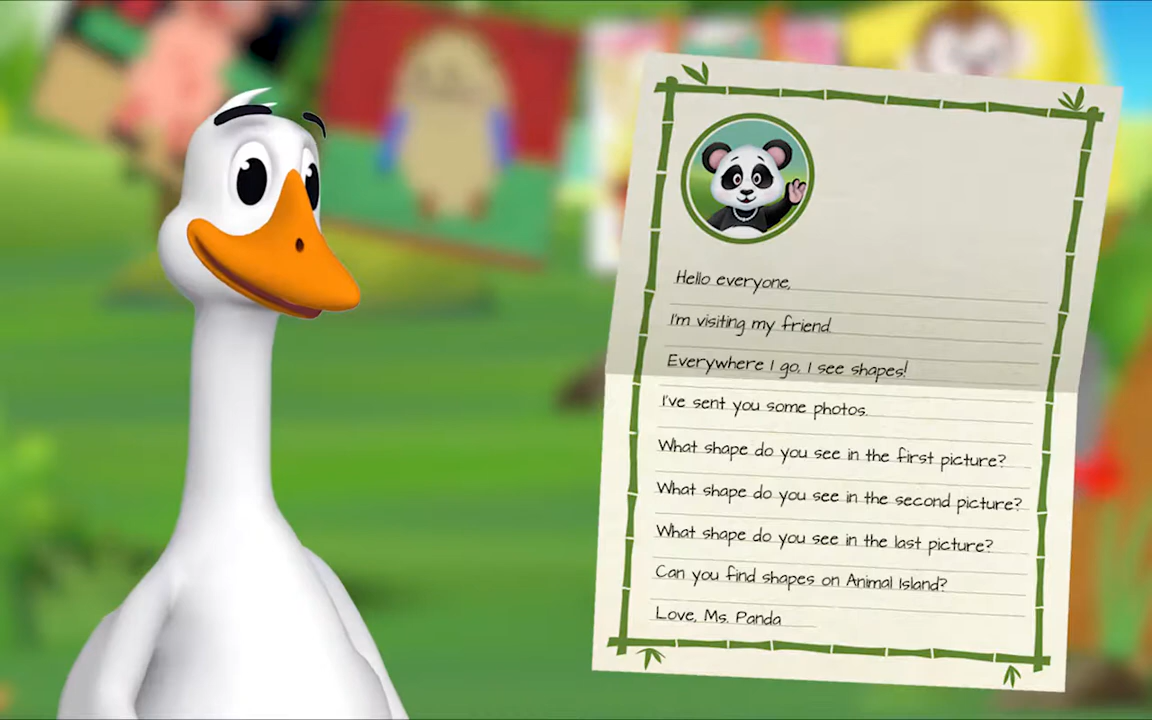 Hello everyone,
I'm visiting my friend.
Everywhere I go, I see shapes!
I've sent you some photos.
What shape do you see in the first picture?
What shape do you see in the second picture?
What shape do you see in the last picture?
Can you find shapes on Animal Island?
Love, Ms. Panda